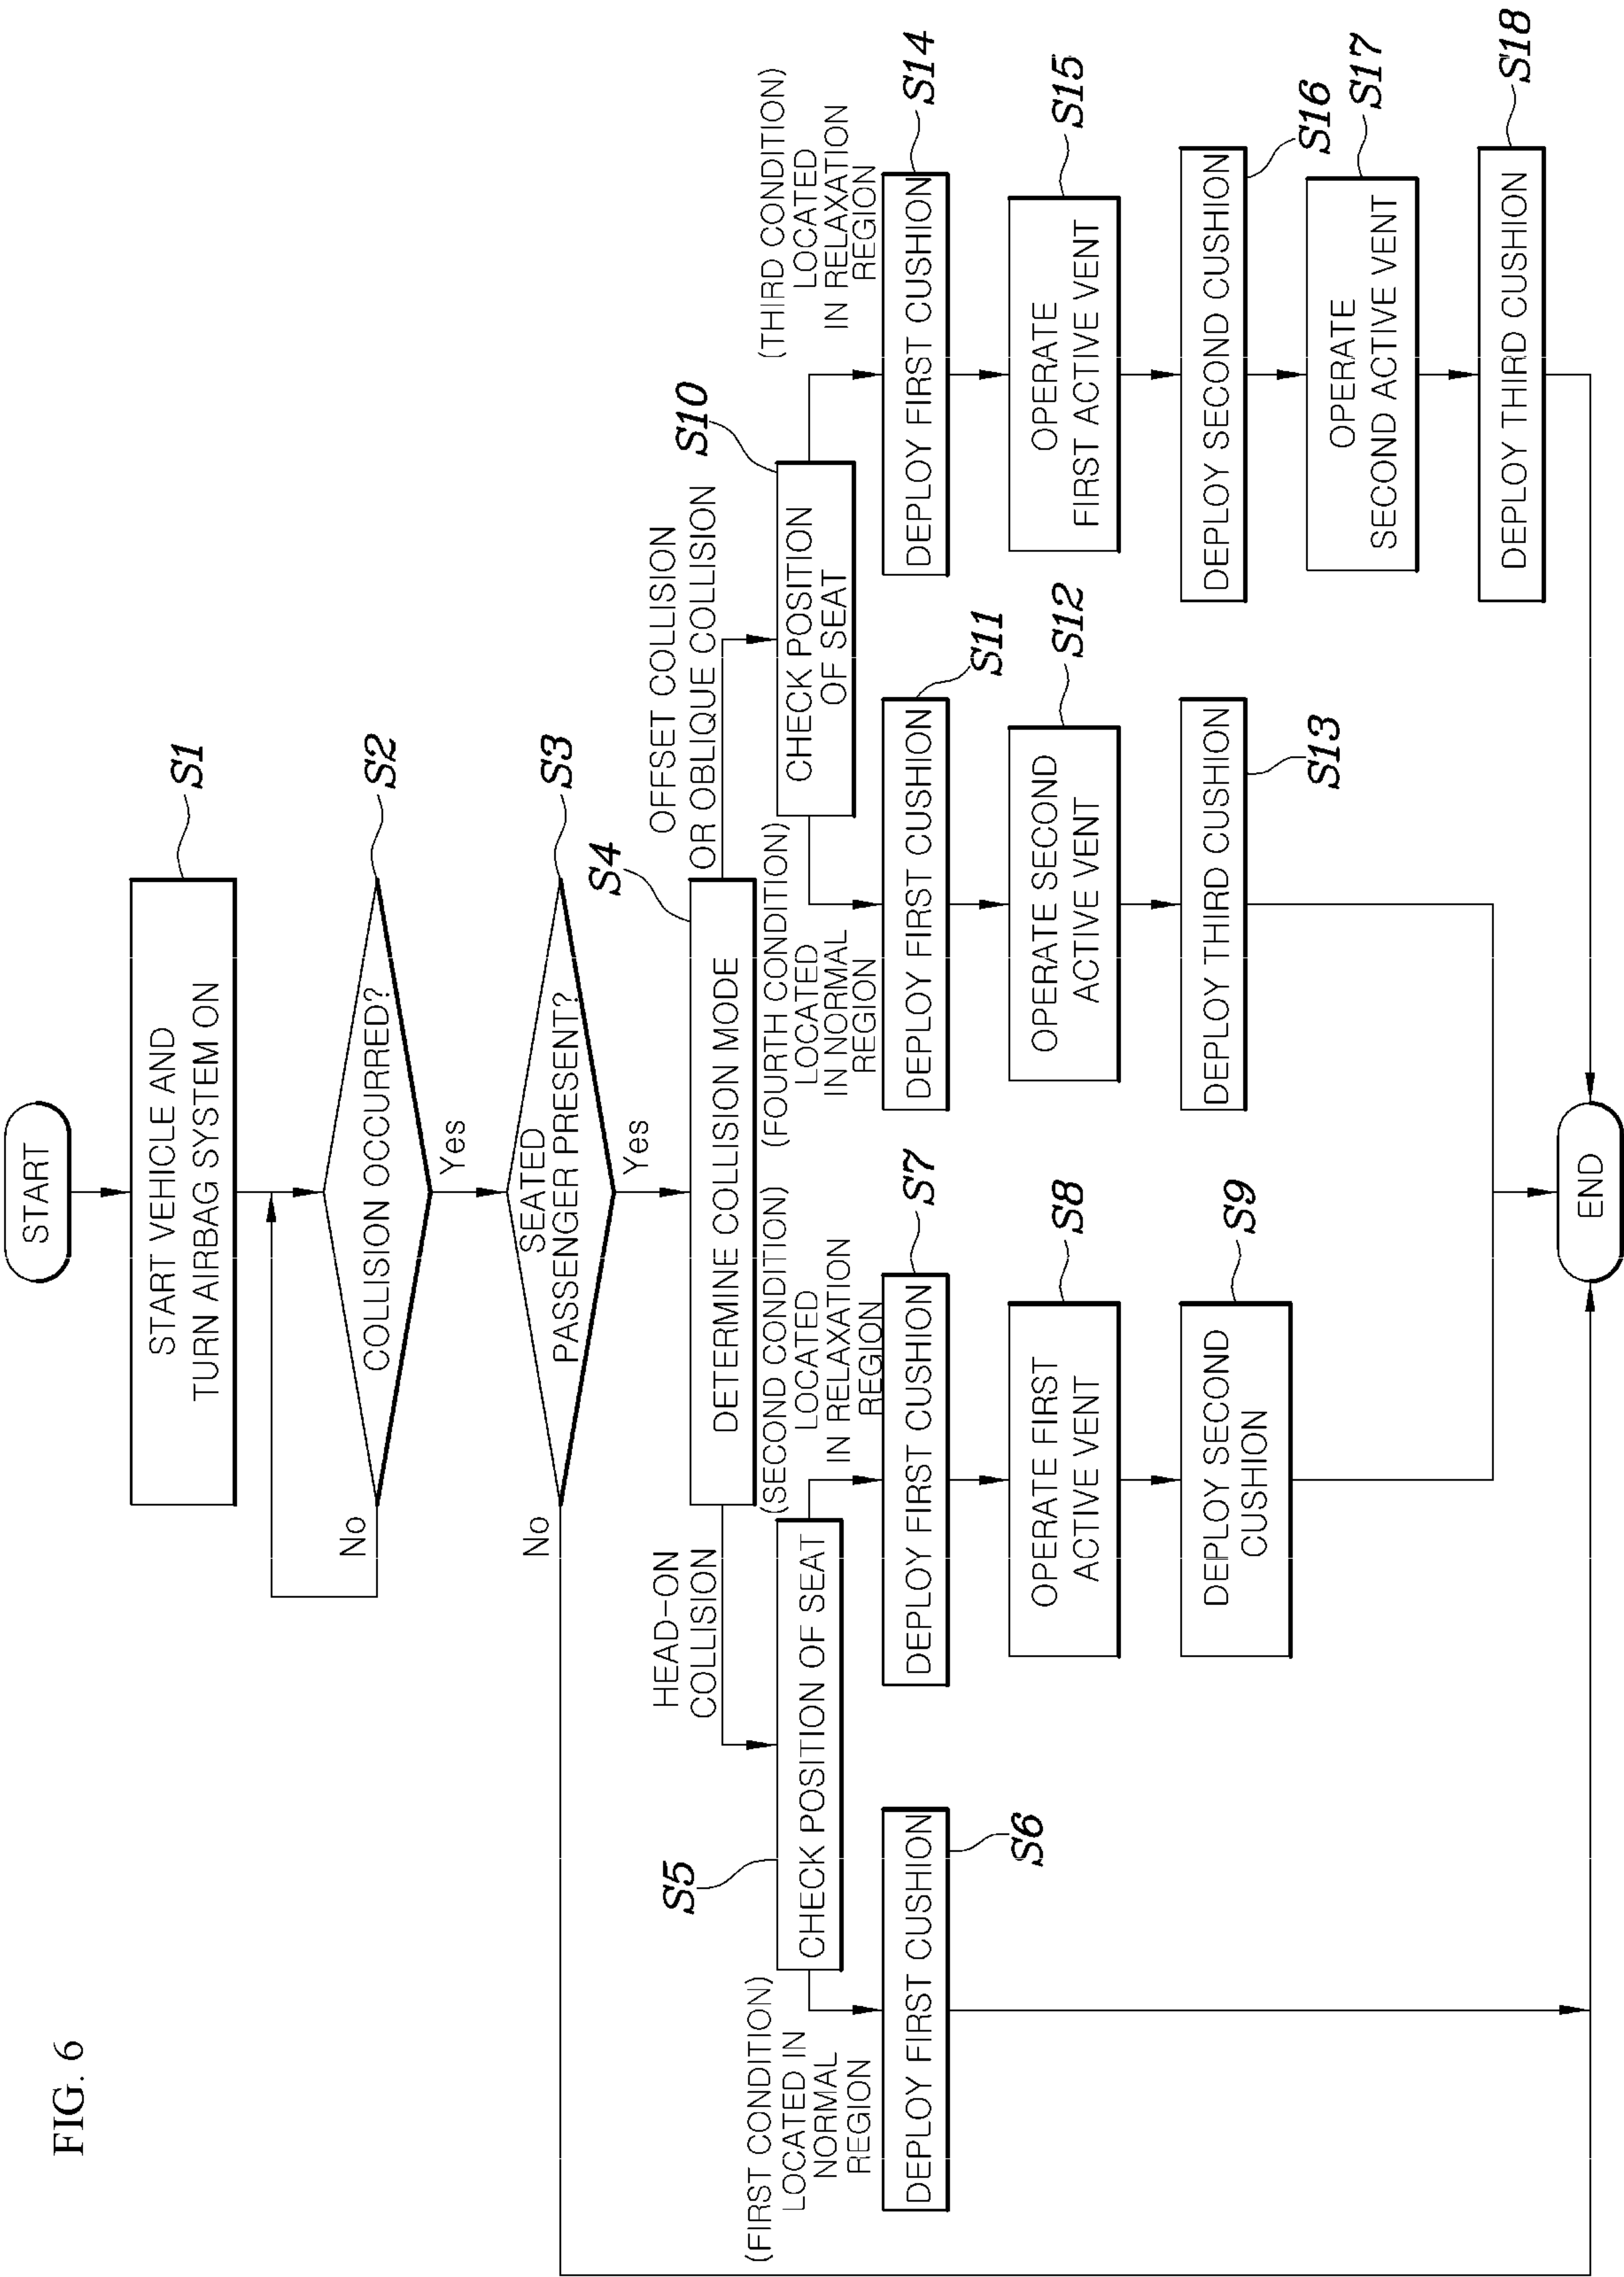 FIG. 6
START
START VEHICLE AND
TURN AIRBAG SYSTEM ON
S1
COLLISION OCCURRED?
S2
No
Yes
SEATED
PASSENGER PRESENT?
S3
No
Yes
DETERMINE COLLISION MODE
S4
HEAD-ON
COLLISION
OFFSET COLLISION
OR OBLIQUE COLLISION
S5
CHECK POSITION OF SEAT
CHECK POSITION
OF SEAT
S10
(FIRST CONDITION)
LOCATED IN
NORMAL
REGION
(SECOND CONDITION)
LOCATED
IN RELAXATION
REGION
(FOURTH CONDITION)
LOCATED
IN NORMAL
REGION
(THIRD CONDITION)
LOCATED
IN RELAXATION
REGION
DEPLOY FIRST CUSHION
S6
DEPLOY FIRST CUSHION
S7
DEPLOY FIRST CUSHION
S11
DEPLOY FIRST CUSHION
S14
OPERATE FIRST
ACTIVE VENT
S8
OPERATE SECOND
ACTIVE VENT
S12
OPERATE
FIRST ACTIVE VENT
S15
DEPLOY SECOND
CUSHION
S9
DEPLOY THIRD CUSHION
S13
DEPLOY SECOND CUSHION
S16
OPERATE
SECOND ACTIVE VENT
S17
DEPLOY THIRD CUSHION
S18
END